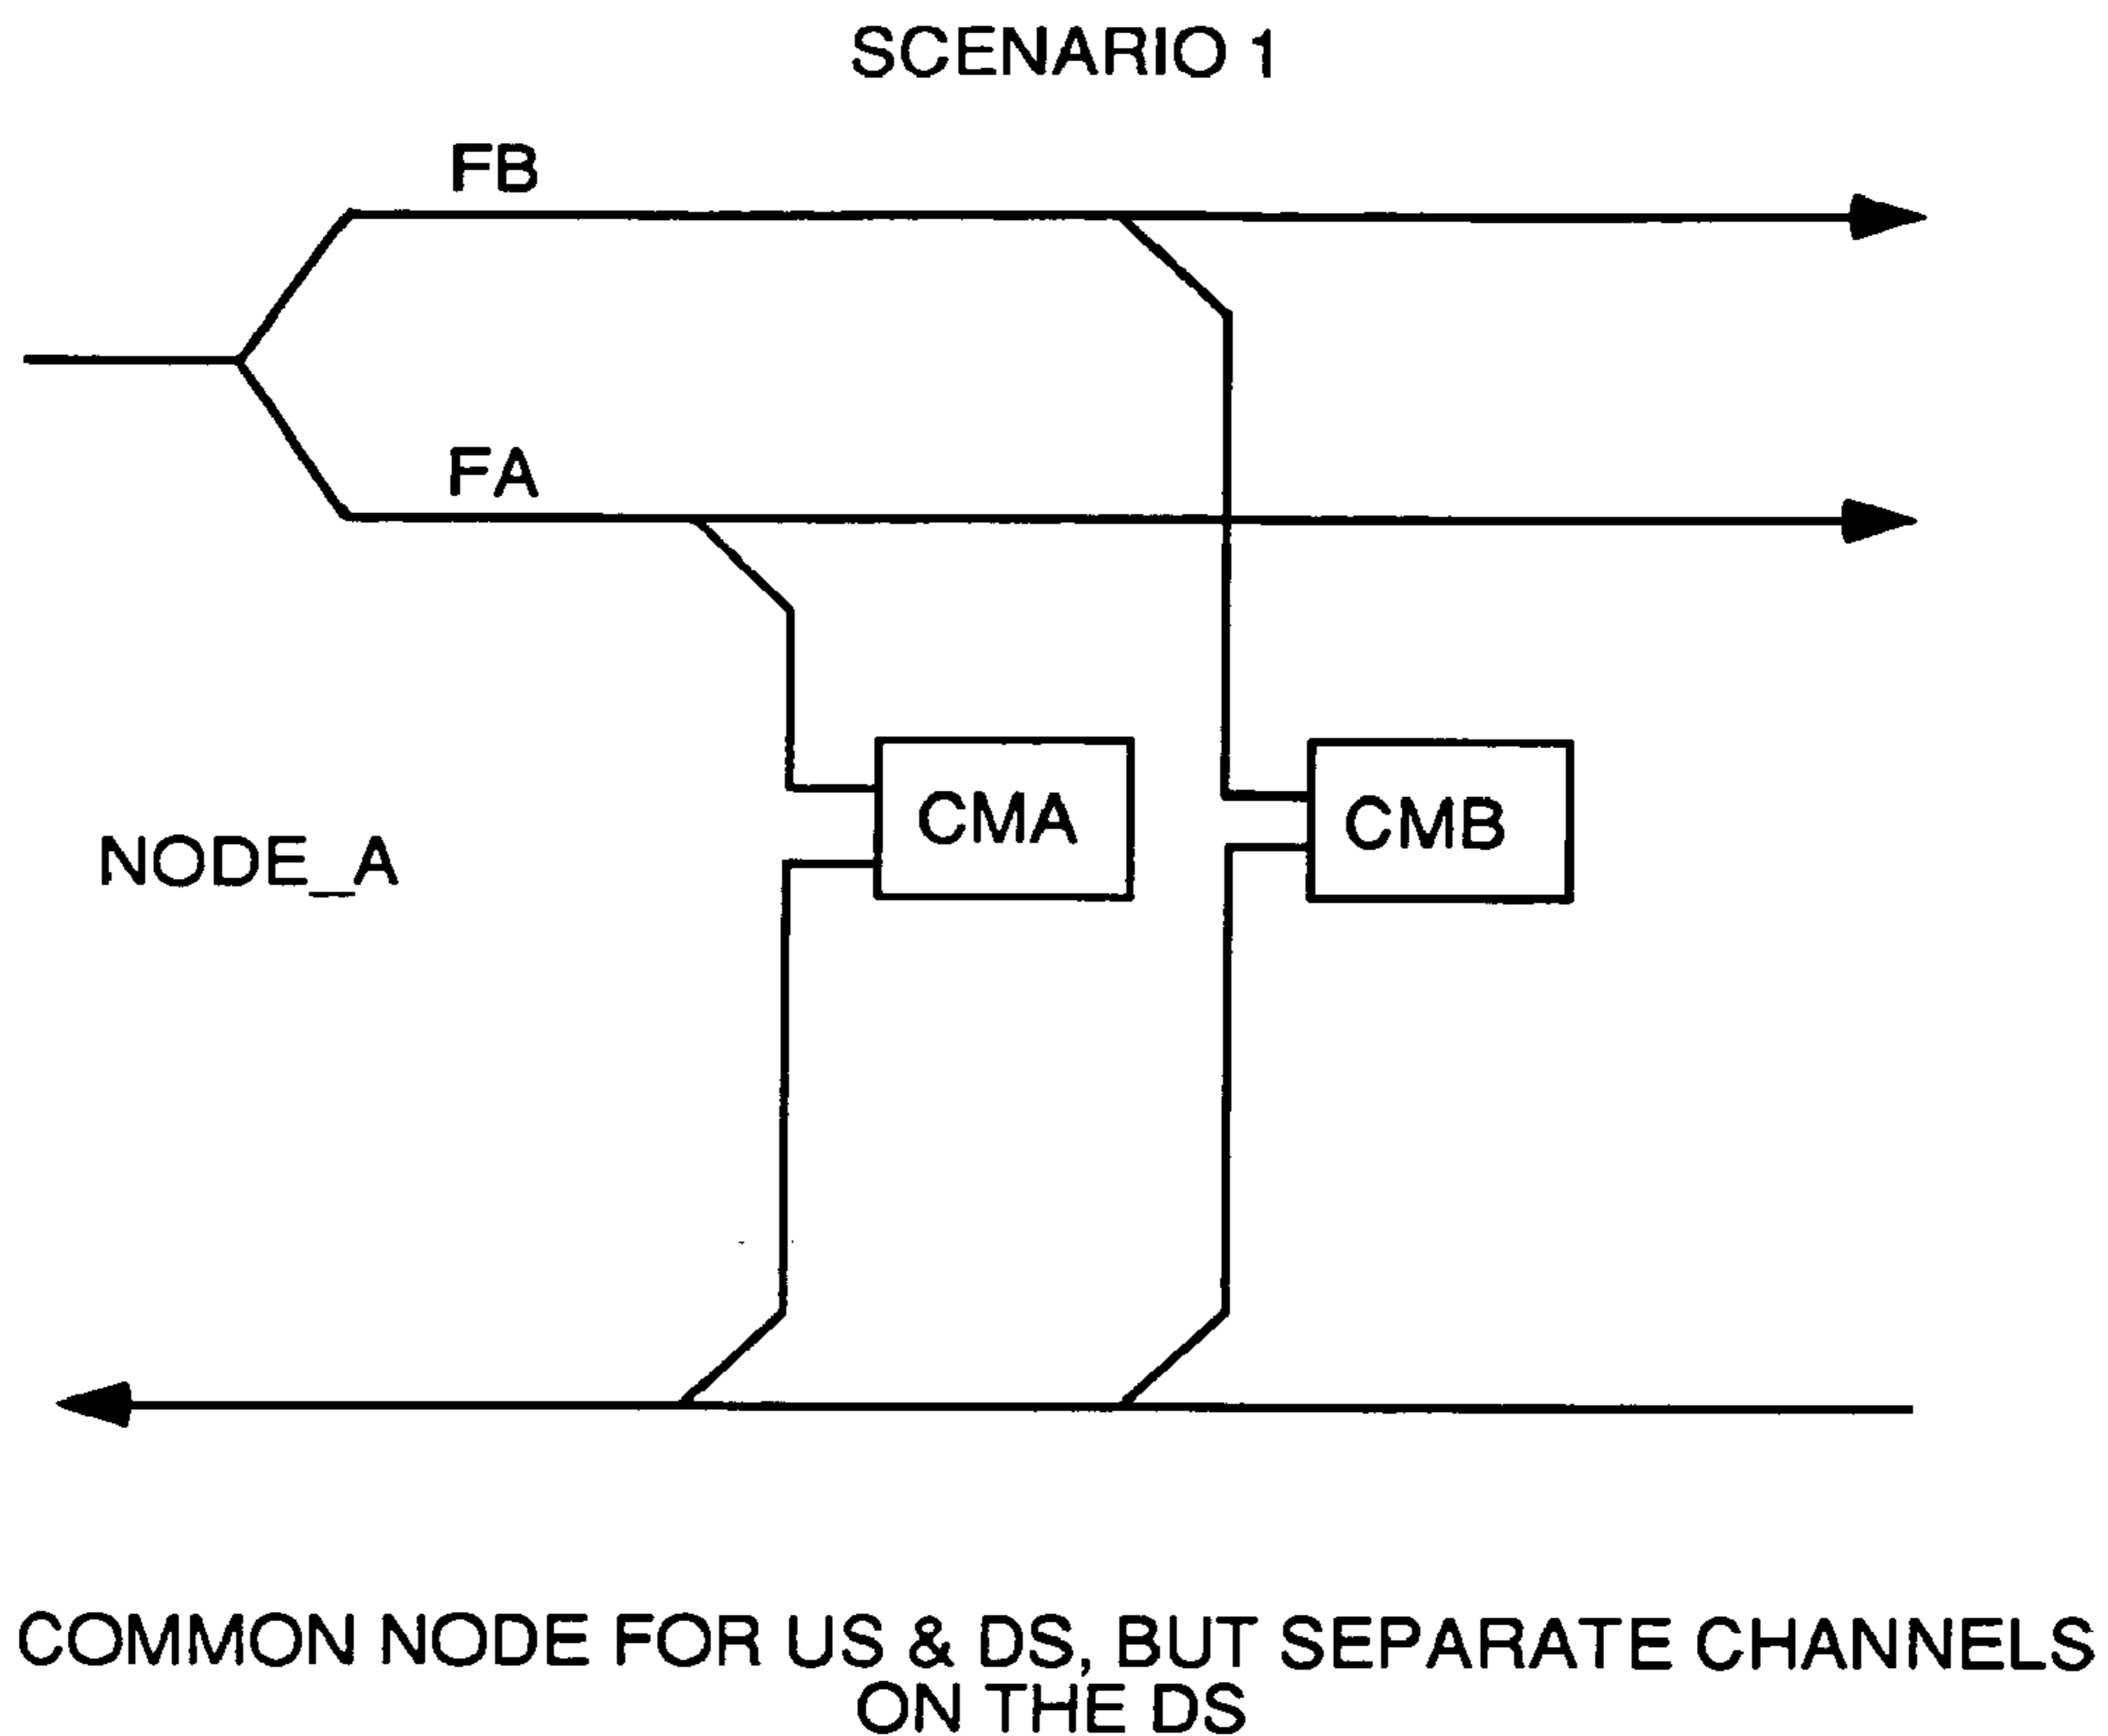 SCENARIO 1
FB
FA
CMA
CMB
NODE_A
COMMON NODE FOR US & DS, BUT SEPARATE CHANNELS
ON THE DS